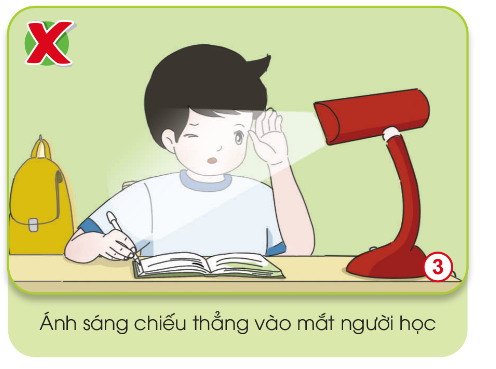 X
3
Ánh sáng chiếu thẳng vào mắt người học